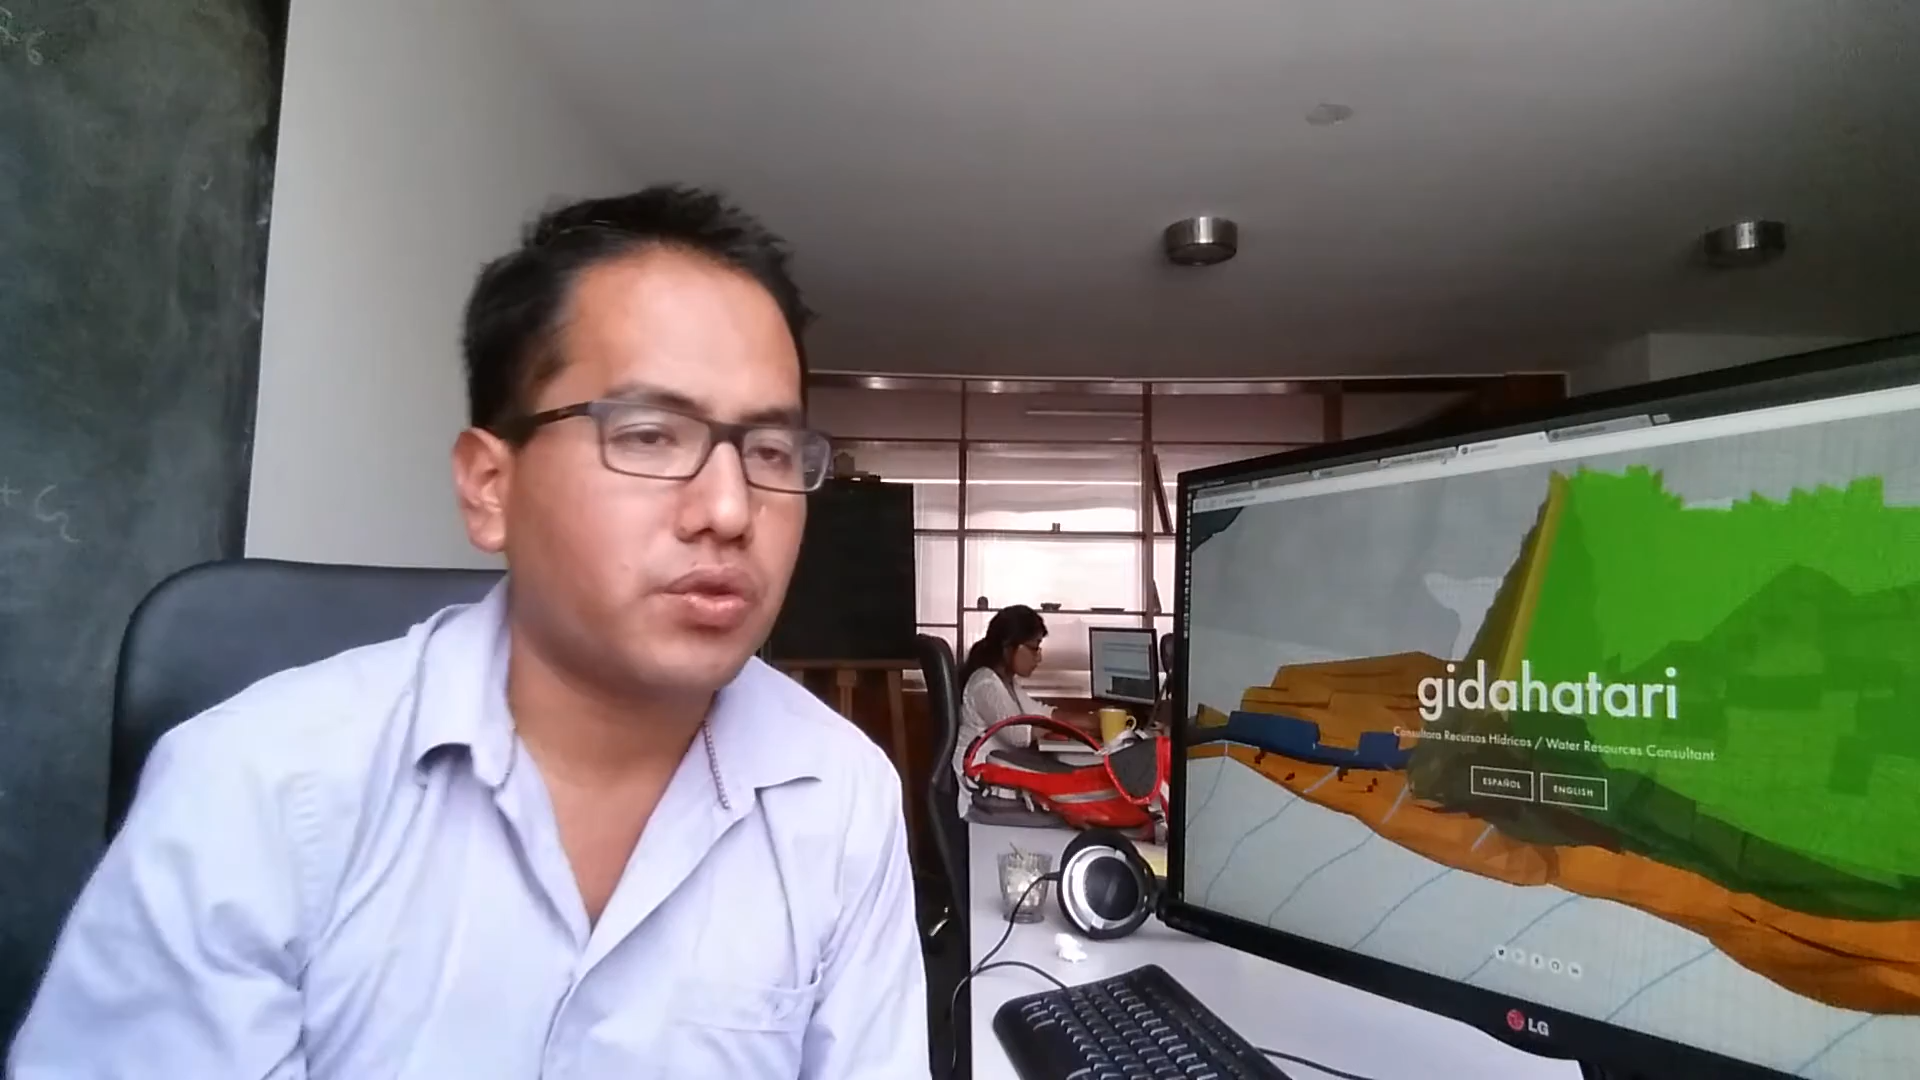 gidahatari
Consultora Recursos Hídricos / Water Resources Consultant
ESPAÑOL
ENGLISH
LG